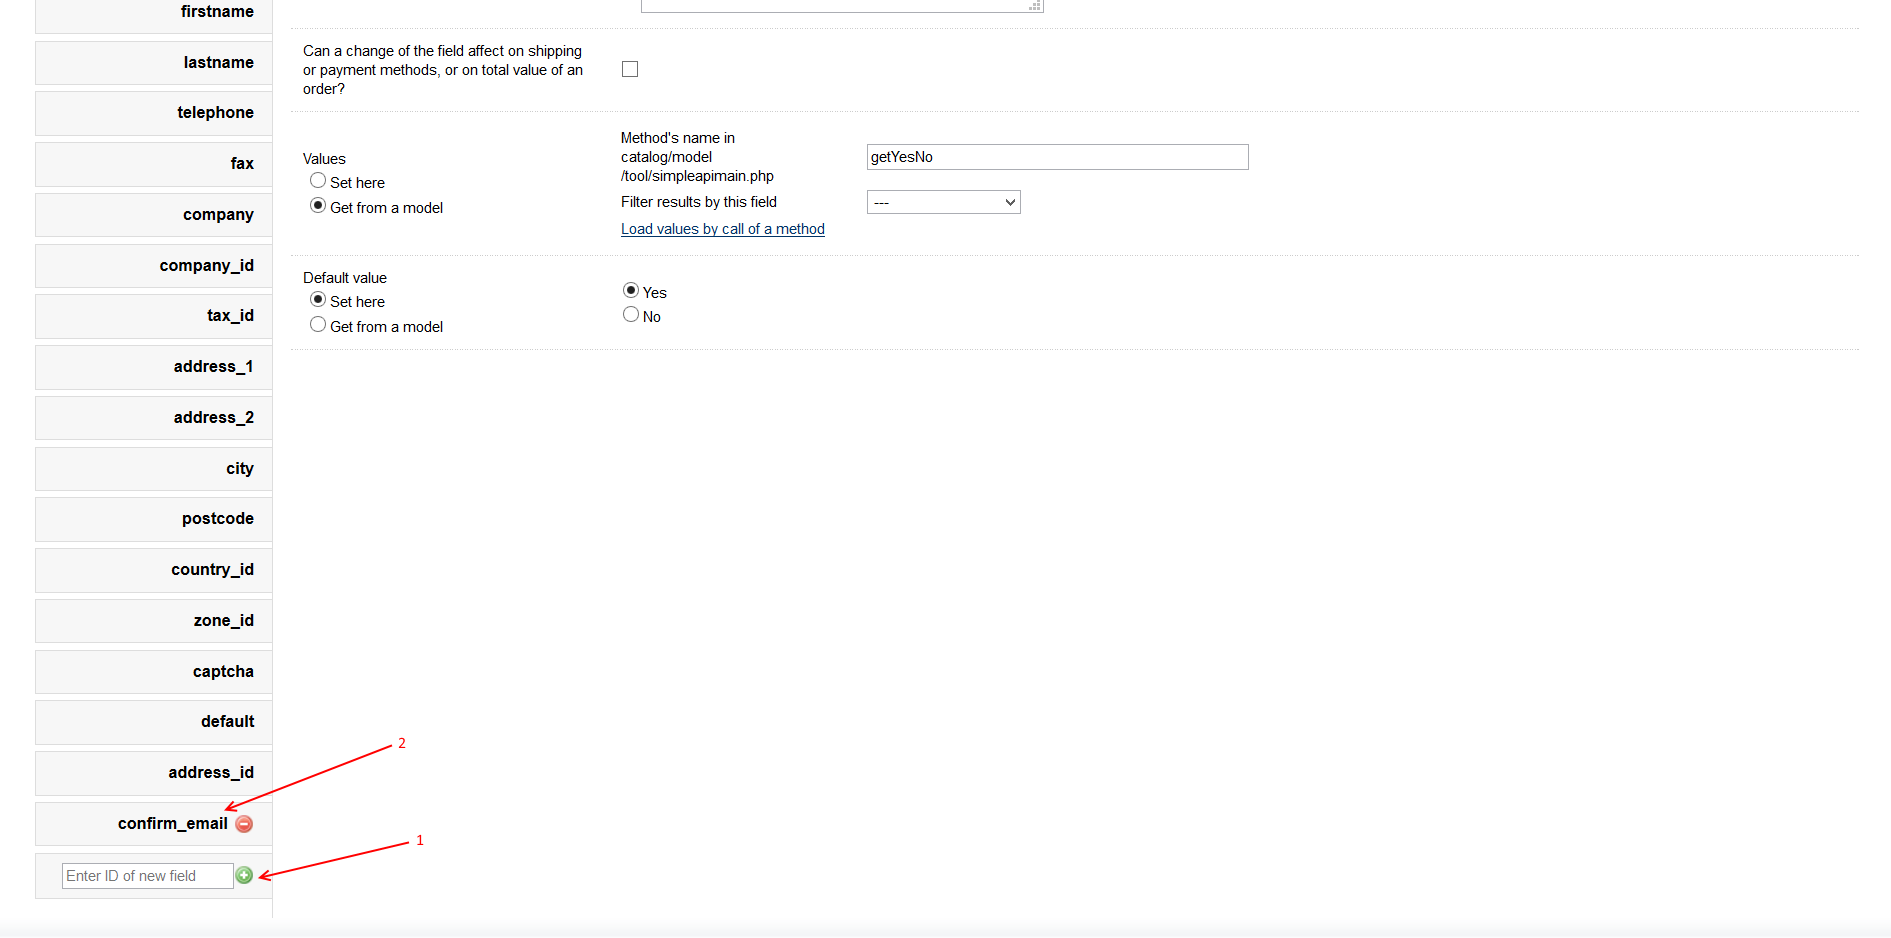 firstname
lastname
telephone
fax
company
company_id
tax_id
address_1
address_2
city
postcode
country_id
zone_id
captcha
default
address_id
confirm_email
Enter ID of new field
Can a change of the field affect on shipping
or payment methods, or on total value of an
order?
Values
Set here
Get from a model
Method's name in
catalog/model
/tool/simpleapimain.php
getYesNo
Filter results by this field
---
Load values by call of a method
Default value
Set here
Get from a model
Yes
No
2
1